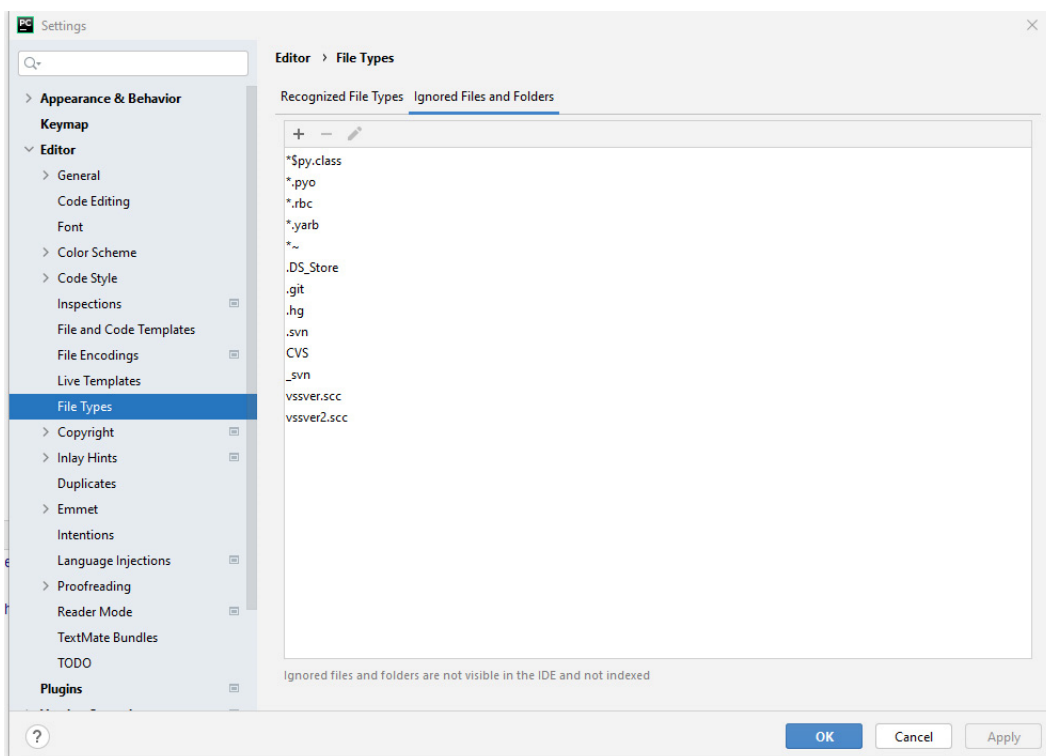 PC Settings
Editor > File Types
Appearance & Behavior
Keymap
Editor
General
Code Editing
Font
Color Scheme
Code Style
Inspections
File and Code Templates
File Encodings
Live Templates
File Types
Copyright
Inlay Hints
Duplicates
Emmet
Intentions
Language Injections
Proofreading
Reader Mode
TextMate Bundles
TODO
Plugins
Recognized File Types Ignored Files and Folders
*$py.class
*.pyo
*.rbc
*.yarb
*~
.DS_Store
.git
.hg
.svn
CVS
_svn
vssver.scc
vssver2.scc
Ignored files and folders are not visible in the IDE and not indexed
?
OK Cancel Apply